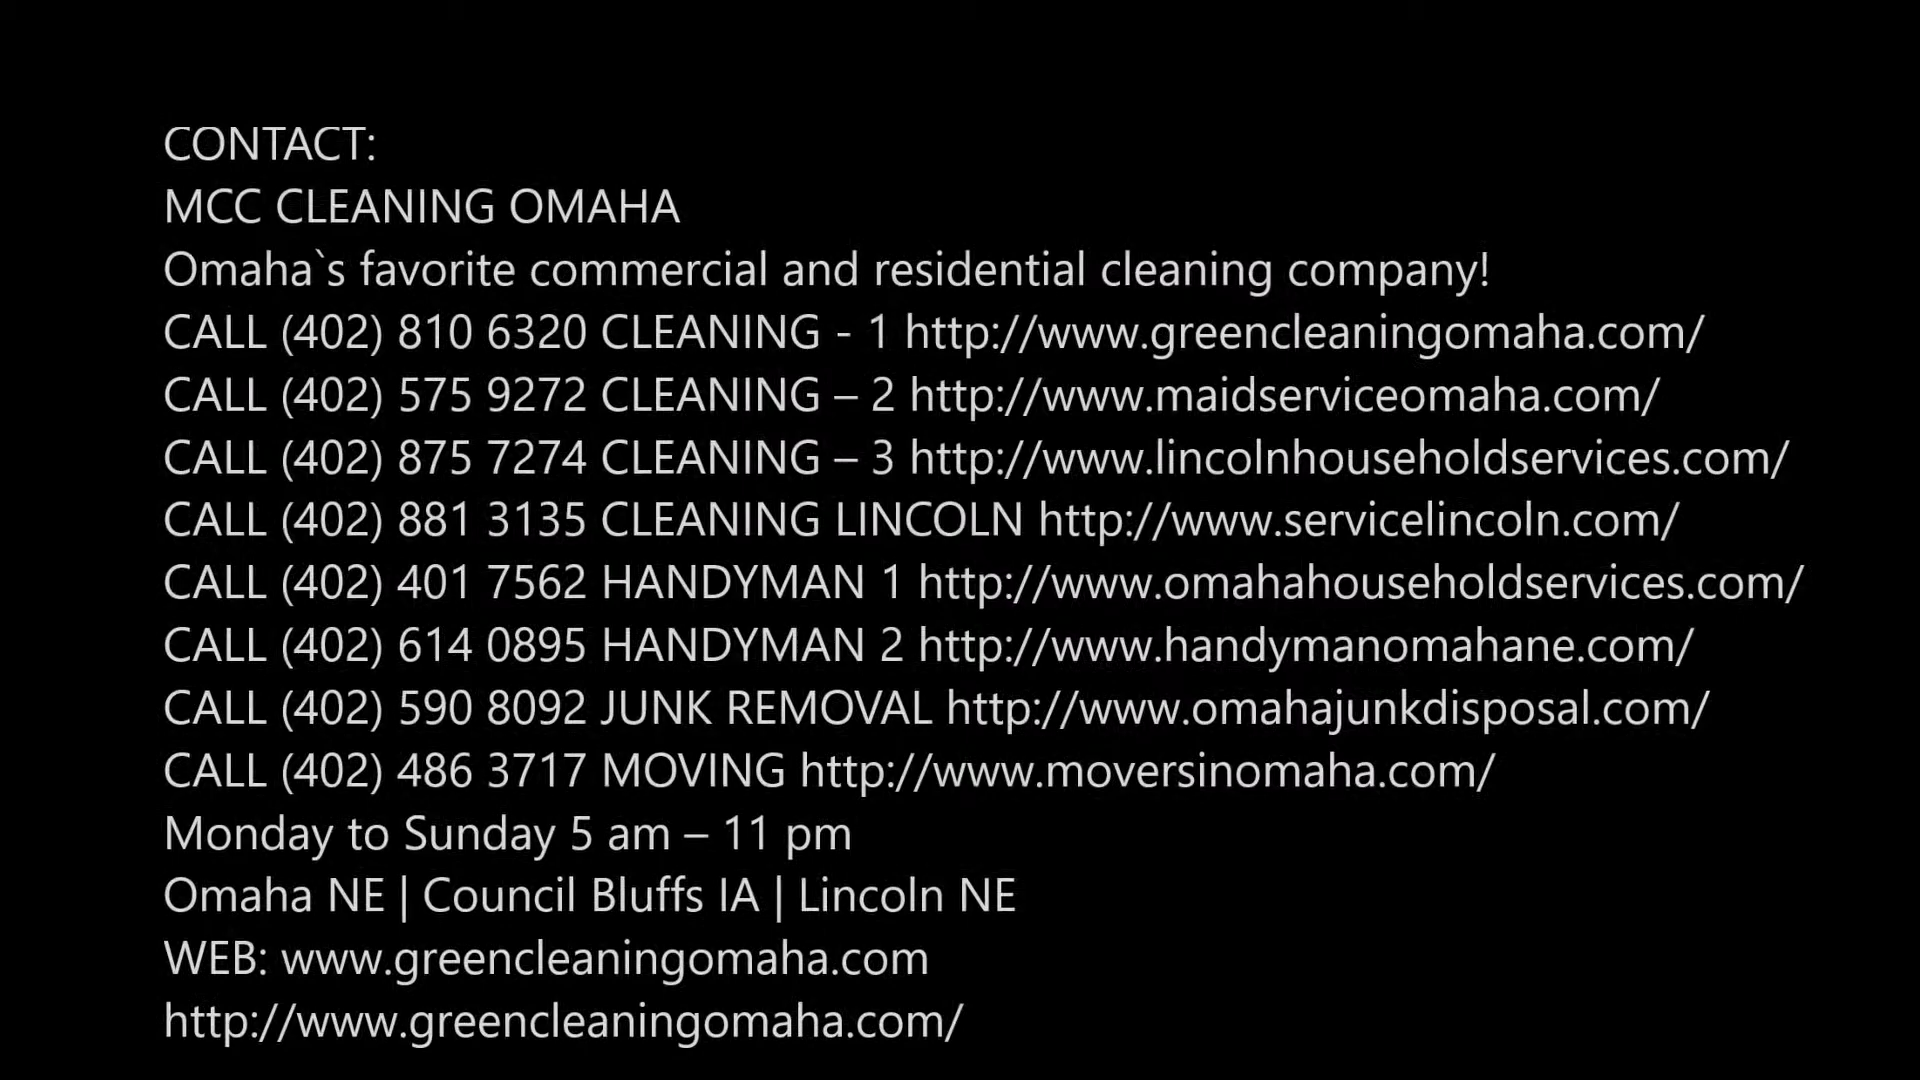 CONTACT:
MCC CLEANING OMAHA
Omaha`s favorite commercial and residential cleaning company!
CALL (402) 810 6320 CLEANING - 1 http://www.greencleaningomaha.com/
CALL (402) 575 9272 CLEANING – 2 http://www.maidserviceomaha.com/
CALL (402) 875 7274 CLEANING – 3 http://www.lincolnhouseholdservices.com/
CALL (402) 881 3135 CLEANING LINCOLN http://www.servicelincoln.com/
CALL (402) 401 7562 HANDYMAN 1 http://www.omahahouseholdservices.com/
CALL (402) 614 0895 HANDYMAN 2 http://www.handymanomahane.com/
CALL (402) 590 8092 JUNK REMOVAL http://www.omahajunkdisposal.com/
CALL (402) 486 3717 MOVING http://www.moversinomaha.com/
Monday to Sunday 5 am – 11 pm
Omaha NE | Council Bluffs IA | Lincoln NE
WEB: www.greencleaningomaha.com
http://www.greencleaningomaha.com/